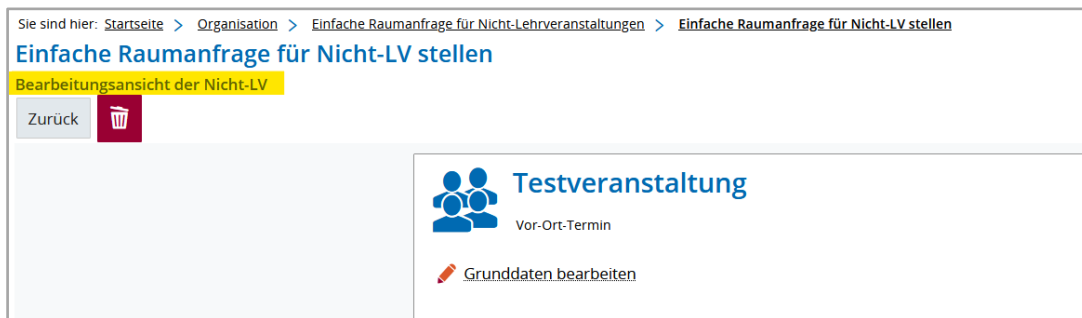 Sie sind hier: Startseite > Organisation > Einfache Raumanfrage für Nicht-Lehrveranstaltungen > Einfache Raumanfrage für Nicht-LV stellen
Einfache Raumanfrage für Nicht-LV stellen
Bearbeitungsansicht der Nicht-LV
Zurück
Testveranstaltung
Vor-Ort-Termin
Grunddaten bearbeiten